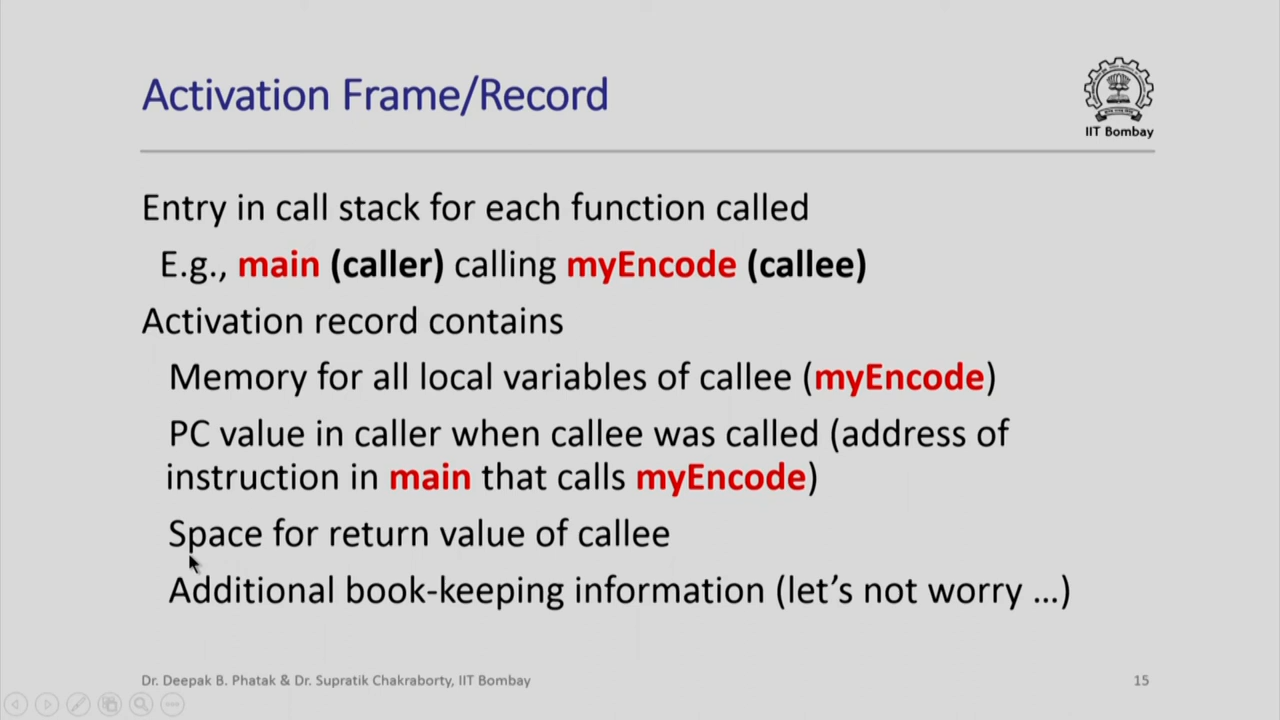 Activation Frame/Record
IIT Bombay
Entry in call stack for each function called
E.g., main (caller) calling myEncode (callee)
Activation record contains
Memory for all local variables of callee (myEncode)
PC value in caller when callee was called (address of
instruction in main that calls myEncode)
Space for return value of callee
Additional book-keeping information (let’s not worry …)
Dr. Deepak B. Phatak & Dr. Supratik Chakraborty, IIT Bombay
15